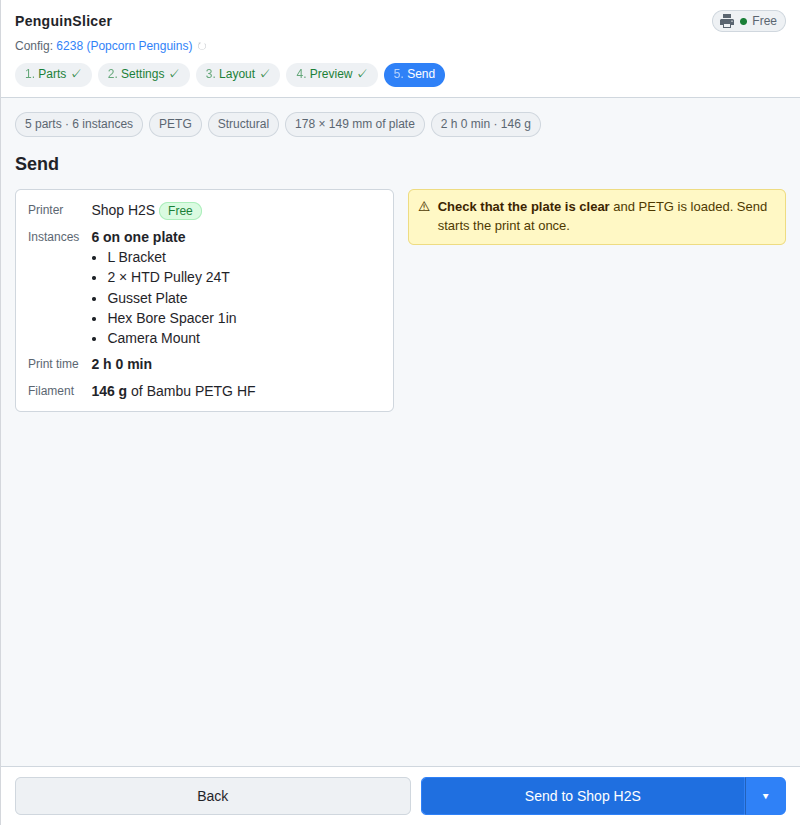 PenguinSlicer
Free
Config: 6238 (Popcorn Penguins)
1. Parts ✓
2. Settings ✓
3. Layout ✓
4. Preview ✓
5. Send
5 parts · 6 instances
PETG
Structural
178 × 149 mm of plate
2 h 0 min · 146 g
Send
Printer
Shop H2S Free
Instances
6 on one plate
• L Bracket
• 2 × HTD Pulley 24T
• Gusset Plate
• Hex Bore Spacer 1in
• Camera Mount
Print time
2 h 0 min
Filament
146 g of Bambu PETG HF
⚠ Check that the plate is clear and PETG is loaded. Send
starts the print at once.
Back
Send to Shop H2S